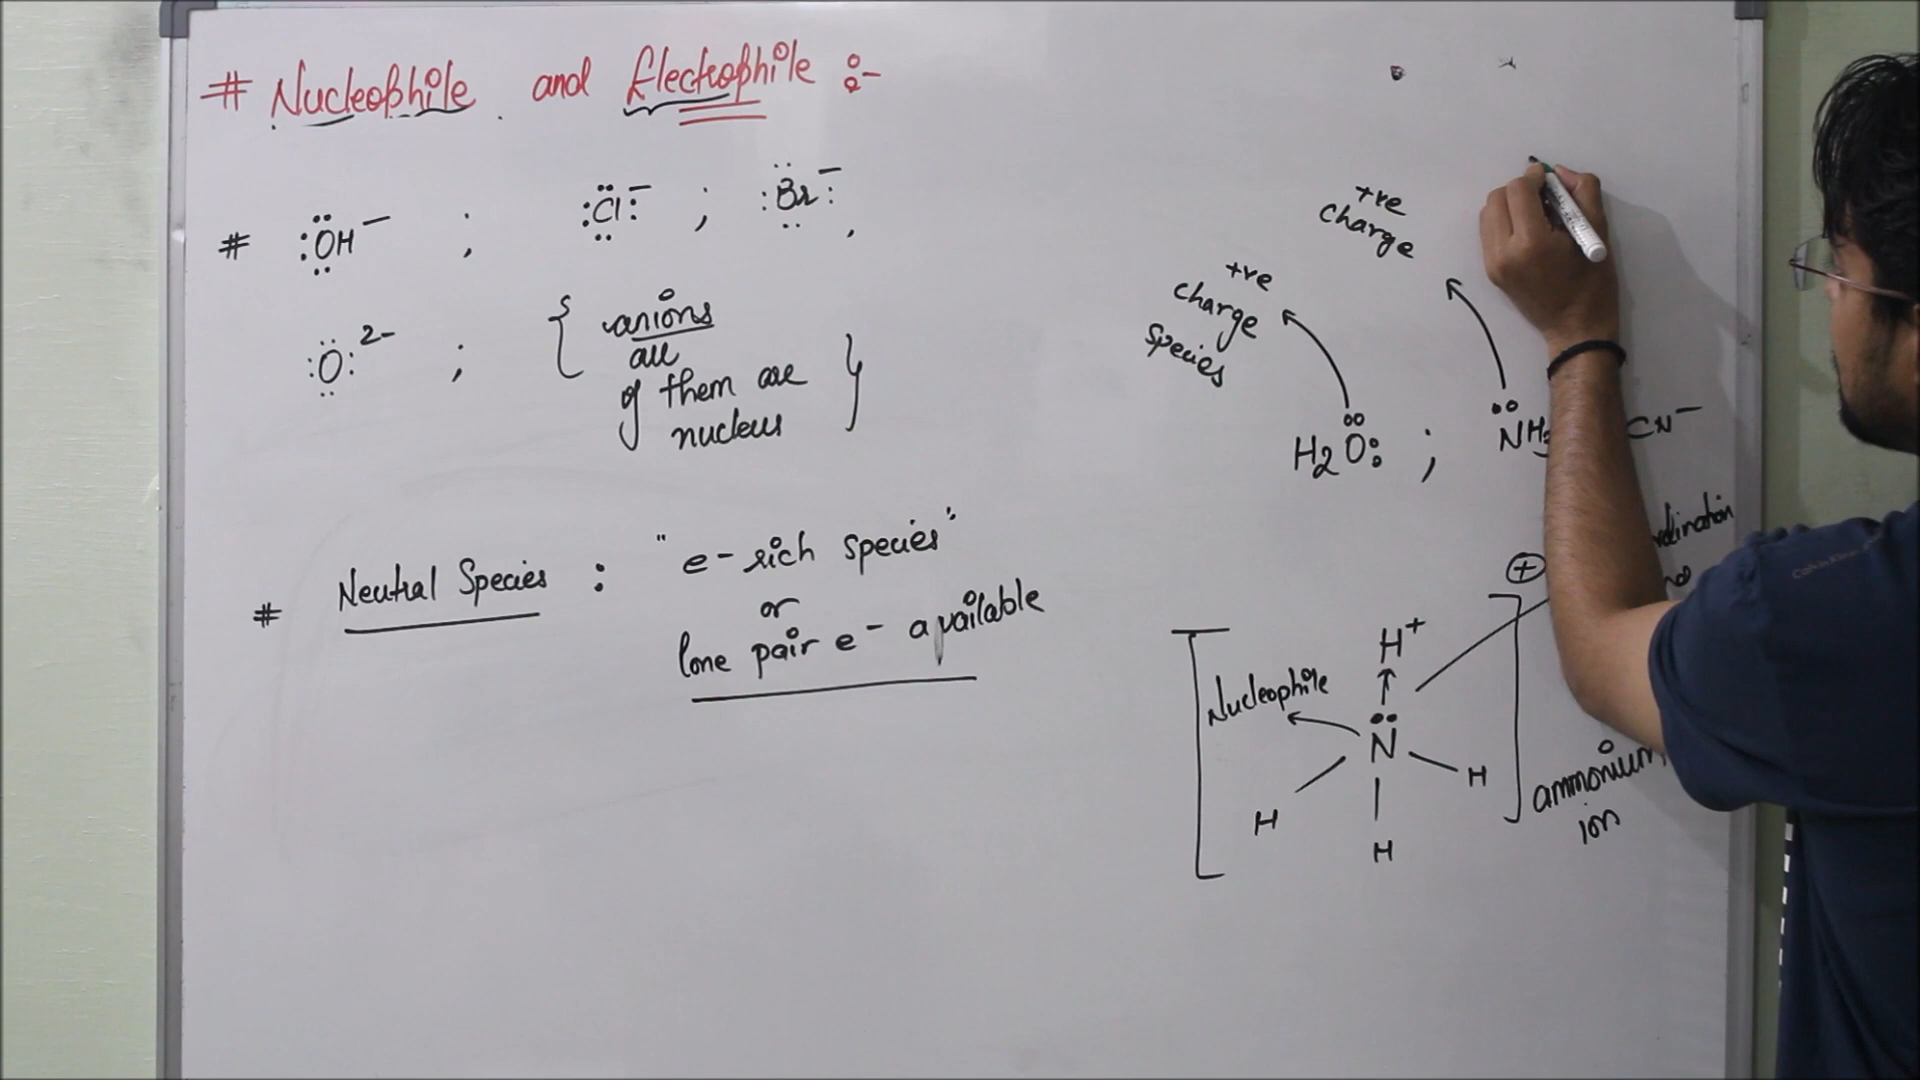 # Nucleophile and Electrophile :-
# :ÖH⁻ ; :Cl:⁻ ; :Br:⁻ ,
:O:²⁻ ; { anions
all
of them are }
nucleus
# Neutral Species : " e- rich species"
or
lone pair e- available
+ve
charge
+ve
charge
species
H2O: ; NH3 CN⁻
⊕
H+
Nucleophile
N
H
H
H
ammonium
ion